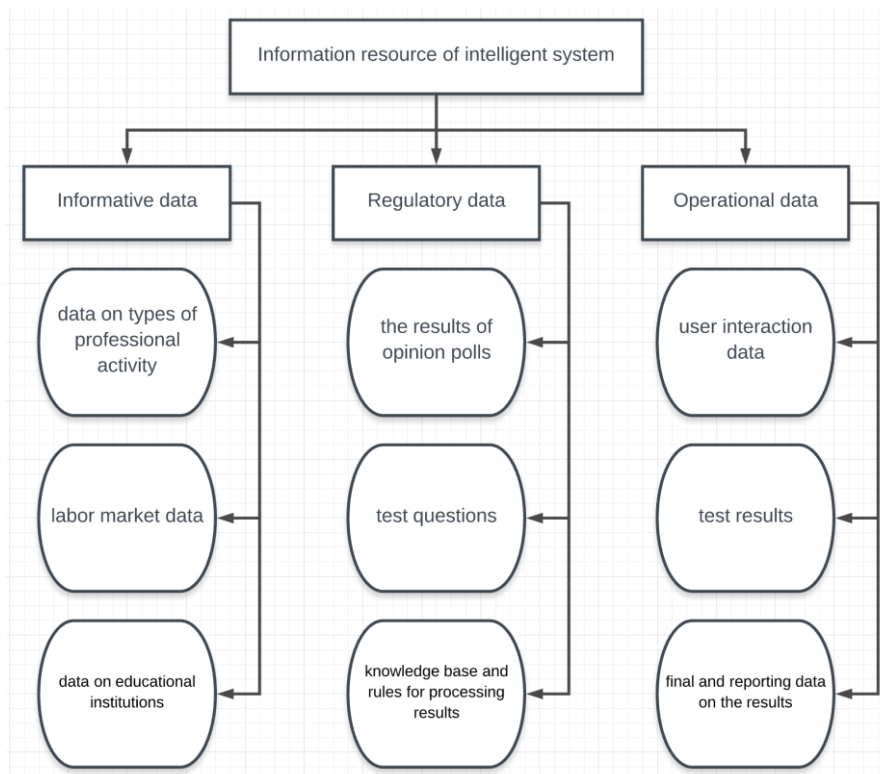 Information resource of intelligent system
Informative data
Regulatory data
Operational data
data on types of
professional
activity
the results of
opinion polls
user interaction
data
labor market data
test questions
test results
data on educational
institutions
knowledge base and
rules for processing
results
final and reporting data
on the results